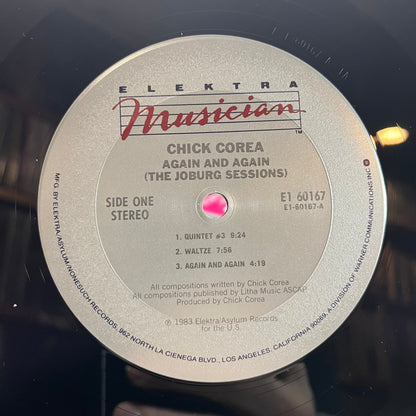 E1 60167 A 1A
ELEKTRA
Musician
TM
CHICK COREA
AGAIN AND AGAIN
(THE JOBURG SESSIONS)
SIDE ONE
STEREO
E1 60167
E1-60167-A
1. QUINTET #3 9:24
2. WALTZE 7:56
3. AGAIN AND AGAIN 4:19
All compositions written by Chick Corea
All compositions published by Litha Music ASCAP
Produced by Chick Corea
℗ 1983 Elektra/Asylum Records
for the U.S.
MFG. BY ELEKTRA/ASYLUM/NONESUCH RECORDS, 962 NORTH LA CIENEGA BLVD., LOS ANGELES, CALIFORNIA 90069, A DIVISION OF WARNER COMMUNICATIONS INC